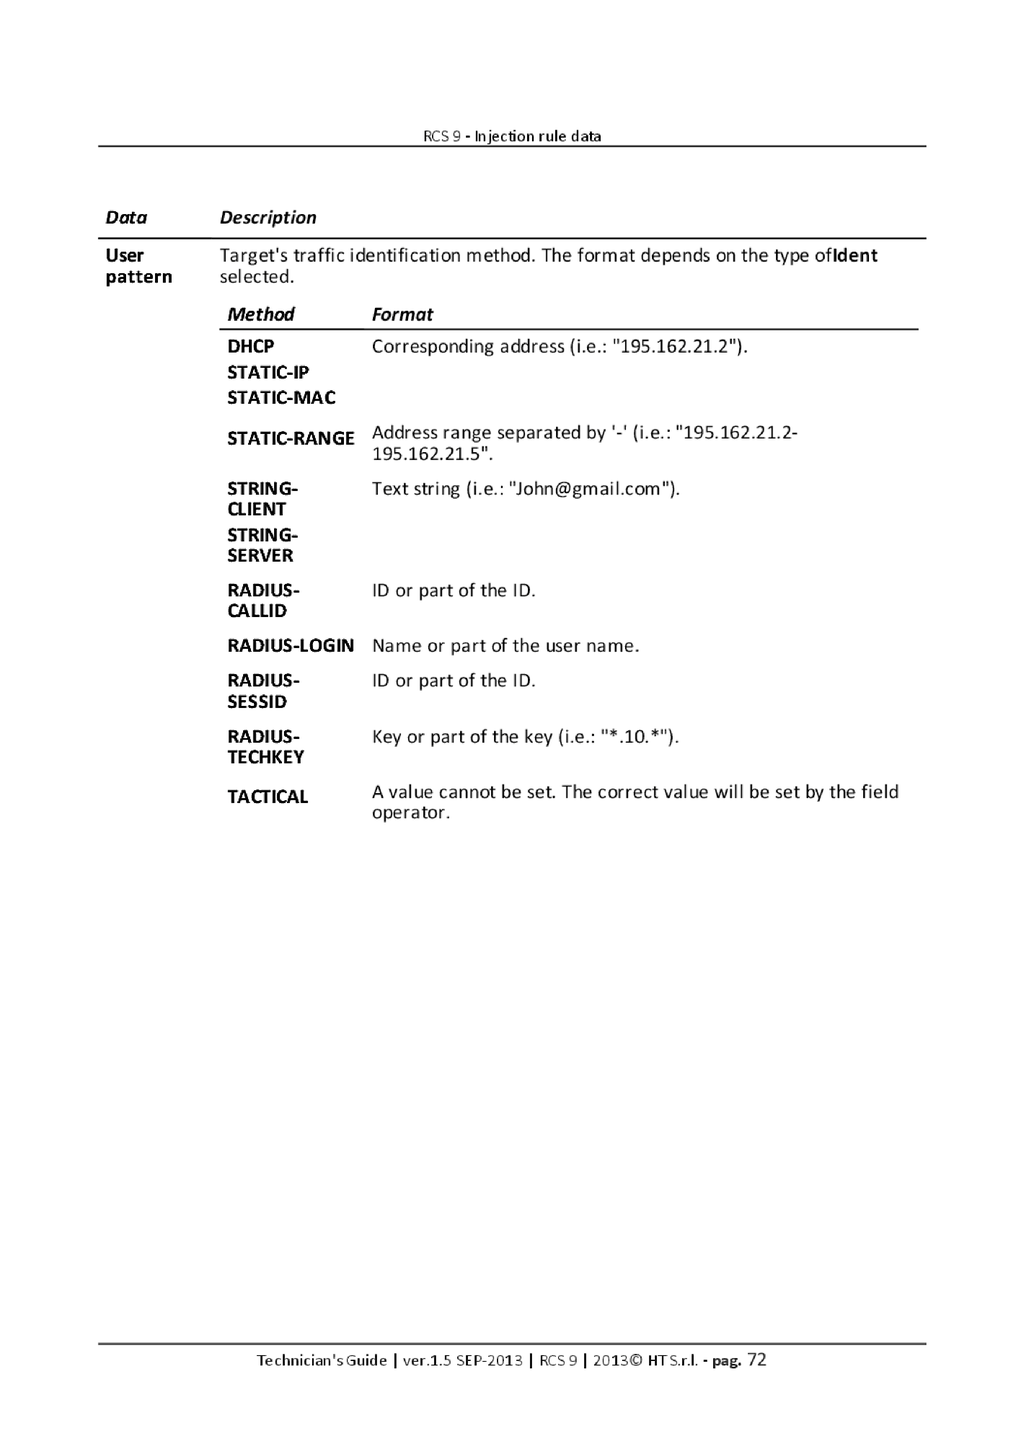 RCS 9 - Injection rule data
Data Description
User pattern Target's traffic identification method. The format depends on the type ofIdent
selected.
Method Format
DHCP Corresponding address (i.e.: "195.162.21.2").
STATIC-IP
STATIC-MAC
STATIC-RANGE Address range separated by '-' (i.e.: "195.162.21.2-
195.162.21.5".
STRING- Text string (i.e.: "John@gmail.com").
CLIENT
STRING-
SERVER
RADIUS- ID or part of the ID.
CALLID
RADIUS-LOGIN Name or part of the user name.
RADIUS- ID or part of the ID.
SESSID
RADIUS- Key or part of the key (i.e.: "*.10.*").
TECHKEY
TACTICAL A value cannot be set. The correct value will be set by the field
operator.
Technician's Guide | ver.1.5 SEP-2013 | RCS 9 | 2013© HT S.r.l. - pag. 72